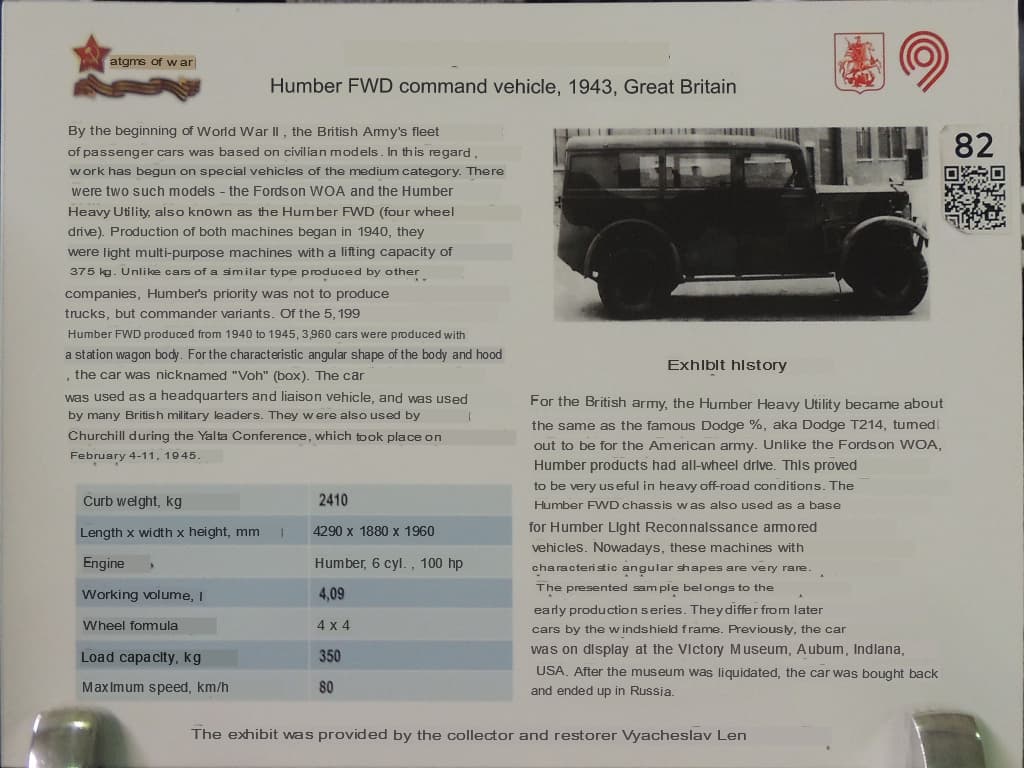 atgms of war
Humber FWD command vehicle, 1943, Great Britain
82
By the beginning of World War II , the British Army's fleet
of passenger cars was based on civilian models. In this regard ,
work has begun on special vehicles of the medium category. There
were two such models - the Fordson WOA and the Humber
Heavy Utility, also known as the Humber FWD (four wheel
drive). Production of both machines began in 1940, they
were light multi-purpose machines with a lifting capacity of
375 kg. Unlike cars of a similar type produced by other
companies, Humber's priority was not to produce
trucks, but commander variants. Of the 5,199
Humber FWD produced from 1940 to 1945, 3,960 cars were produced with
a station wagon body. For the characteristic angular shape of the body and hood
, the car was nicknamed "Voh" (box). The car
was used as a headquarters and liaison vehicle, and was used
by many British military leaders. They were also used by
Churchill during the Yalta Conference, which took place on
February 4-11, 1945.
Curb weight, kg 2410
Length x width x height, mm 4290 x 1880 x 1960
Engine Humber, 6 cyl. , 100 hp
Working volume, l 4,09
Wheel formula 4 x 4
Load capacity, kg 350
Maximum speed, km/h 80
Exhibit history
For the British army, the Humber Heavy Utility became about
the same as the famous Dodge %, aka Dodge T214, turned
out to be for the American army. Unlike the Fordson WOA,
Humber products had all-wheel drive. This proved
to be very useful in heavy off-road conditions. The
Humber FWD chassis was also used as a base
for Humber Light Reconnaissance armored
vehicles. Nowadays, these machines with
characteristic angular shapes are very rare.
The presented sample belongs to the
early production series. They differ from later
cars by the windshield frame. Previously, the car
was on display at the Victory Museum, Auburn, Indiana,
USA. After the museum was liquidated, the car was bought back
and ended up in Russia.
The exhibit was provided by the collector and restorer Vyacheslav Len